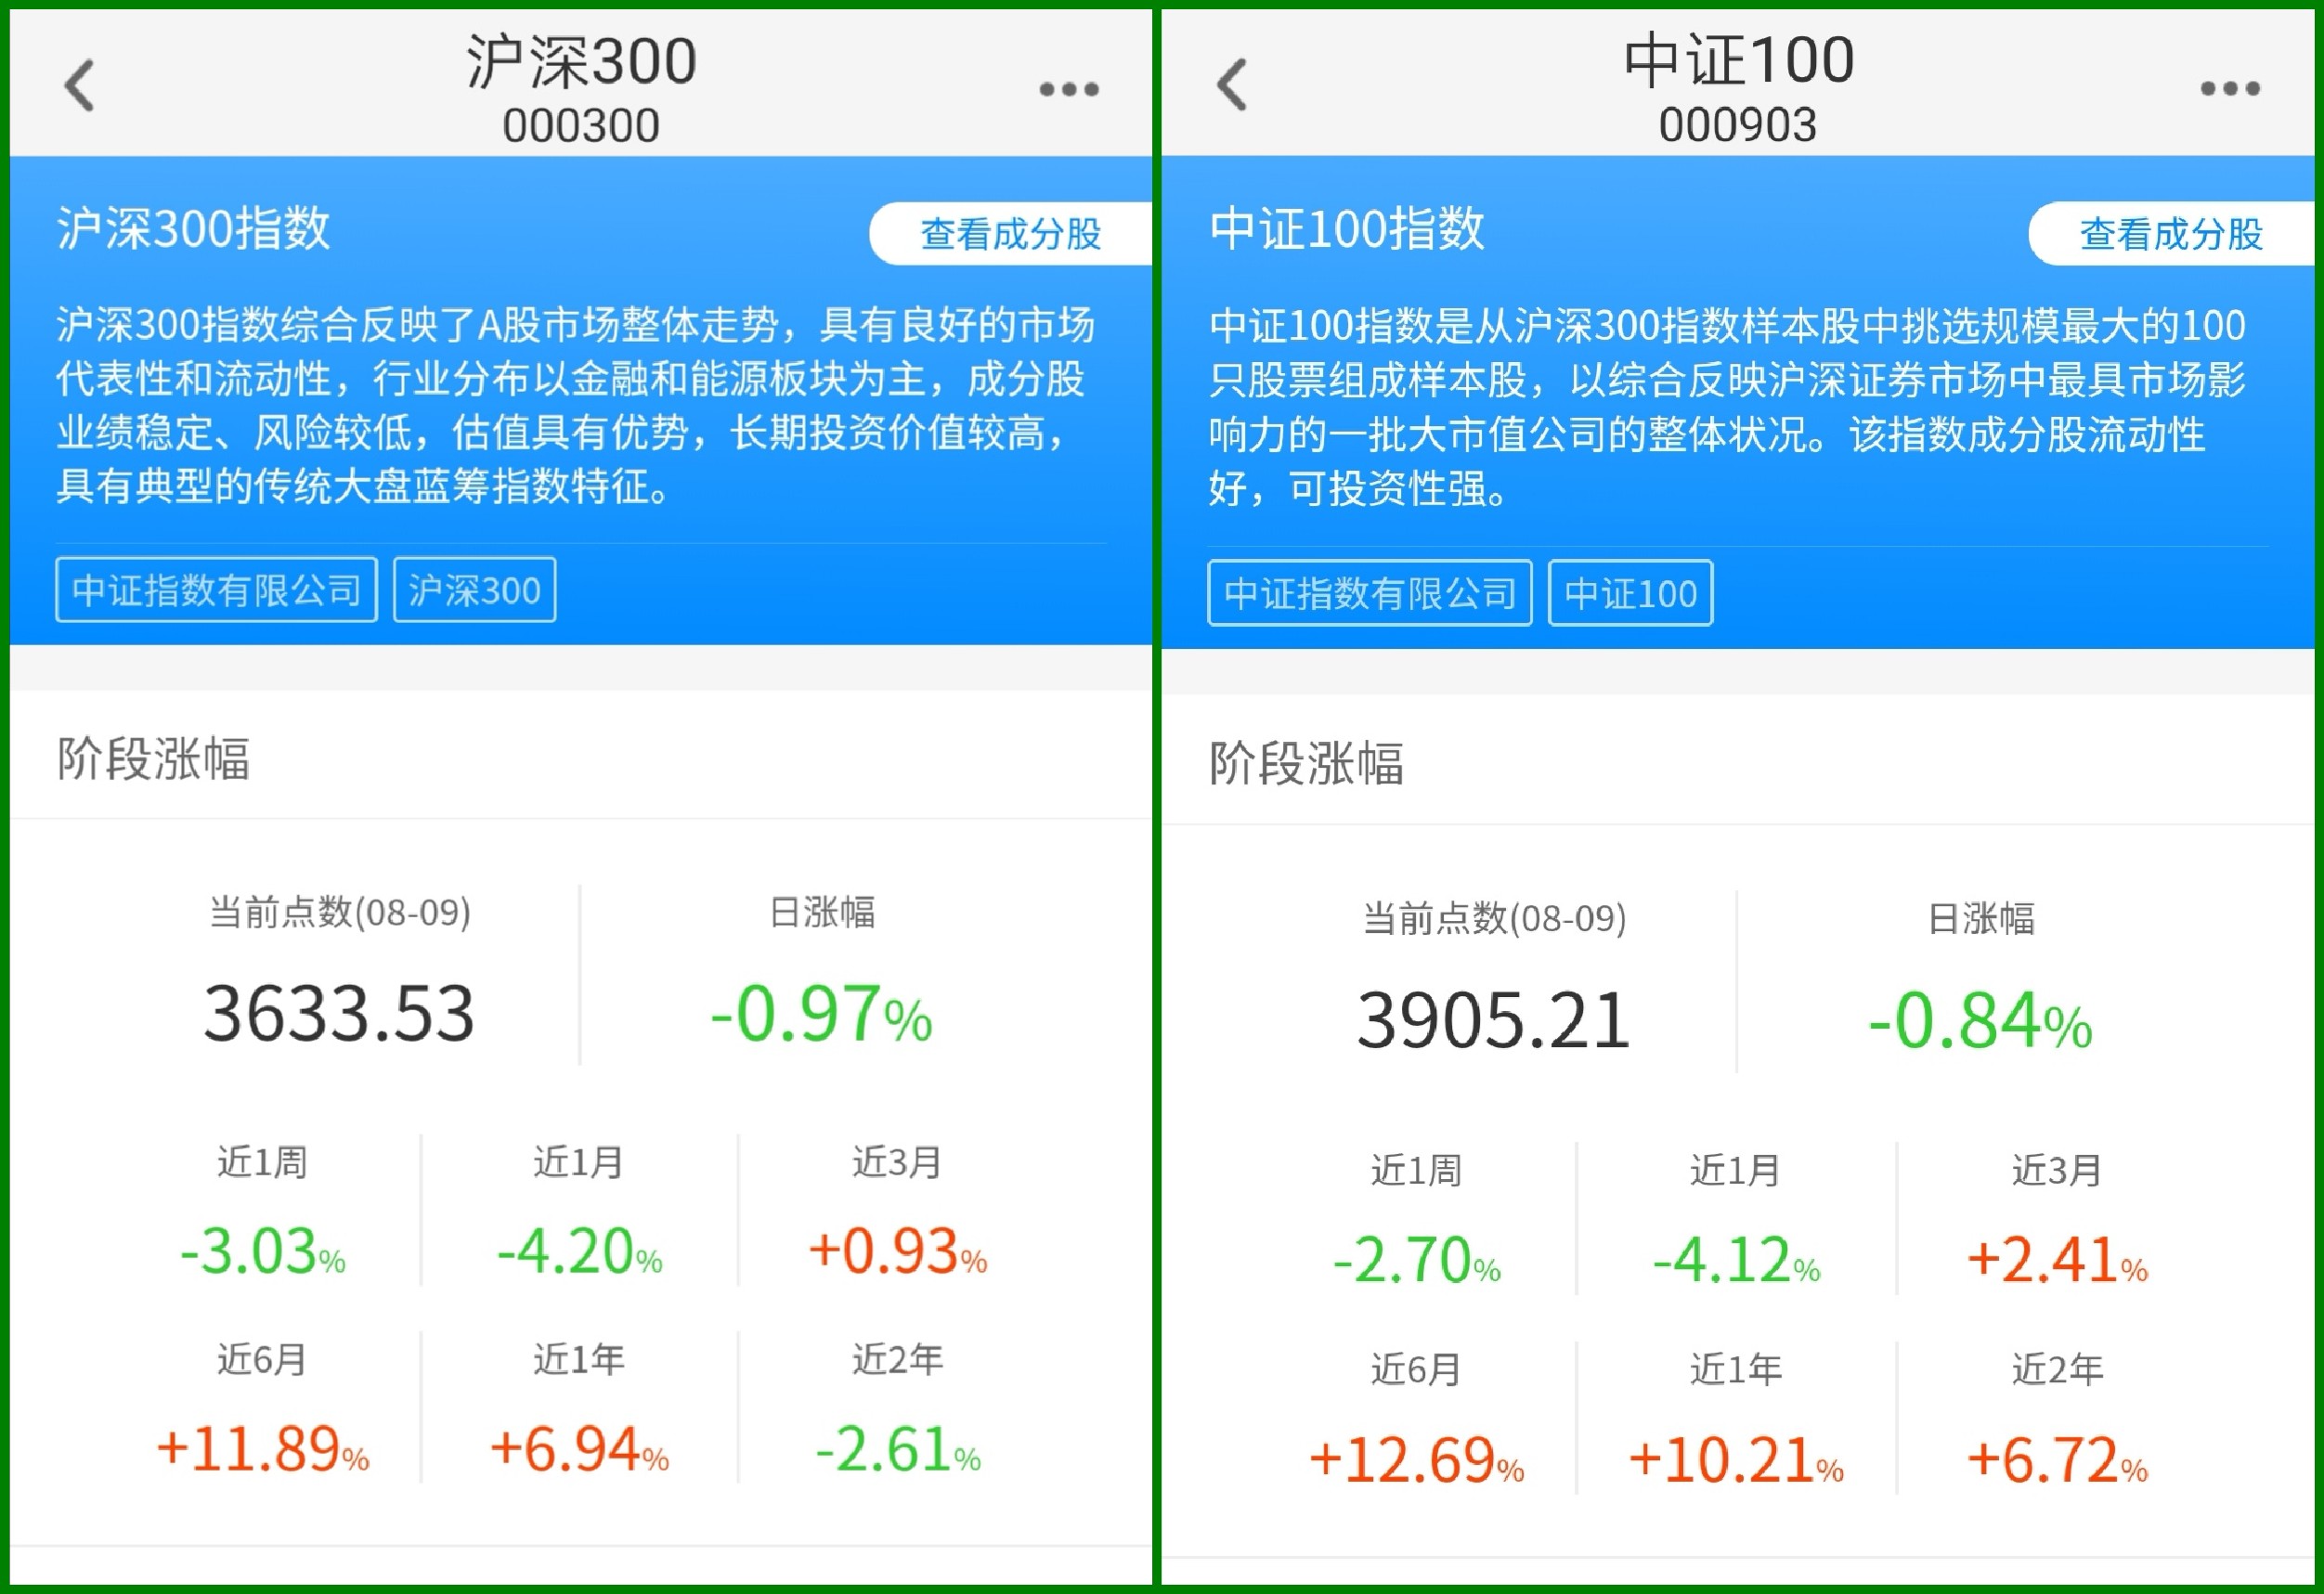 沪深300
000300
沪深300指数
查看成分股
沪深300指数综合反映了A股市场整体走势，具有良好的市场
代表性和流动性，行业分布以金融和能源板块为主，成分股
业绩稳定、风险较低，估值具有优势，长期投资价值较高，
具有典型的传统大盘蓝筹指数特征。
中证指数有限公司 沪深300
阶段涨幅
当前点数(08-09) 日涨幅
3633.53 -0.97%
近1周 近1月 近3月
-3.03% -4.20% +0.93%
近6月 近1年 近2年
+11.89% +6.94% -2.61%
中证100
000903
中证100指数
查看成分股
中证100指数是从沪深300指数样本股中挑选规模最大的100
只股票组成样本股，以综合反映沪深证券市场中最具市场影
响力的一批大市值公司的整体状况。该指数成分股流动性
好，可投资性强。
中证指数有限公司 中证100
阶段涨幅
当前点数(08-09) 日涨幅
3905.21 -0.84%
近1周 近1月 近3月
-2.70% -4.12% +2.41%
近6月 近1年 近2年
+12.69% +10.21% +6.72%